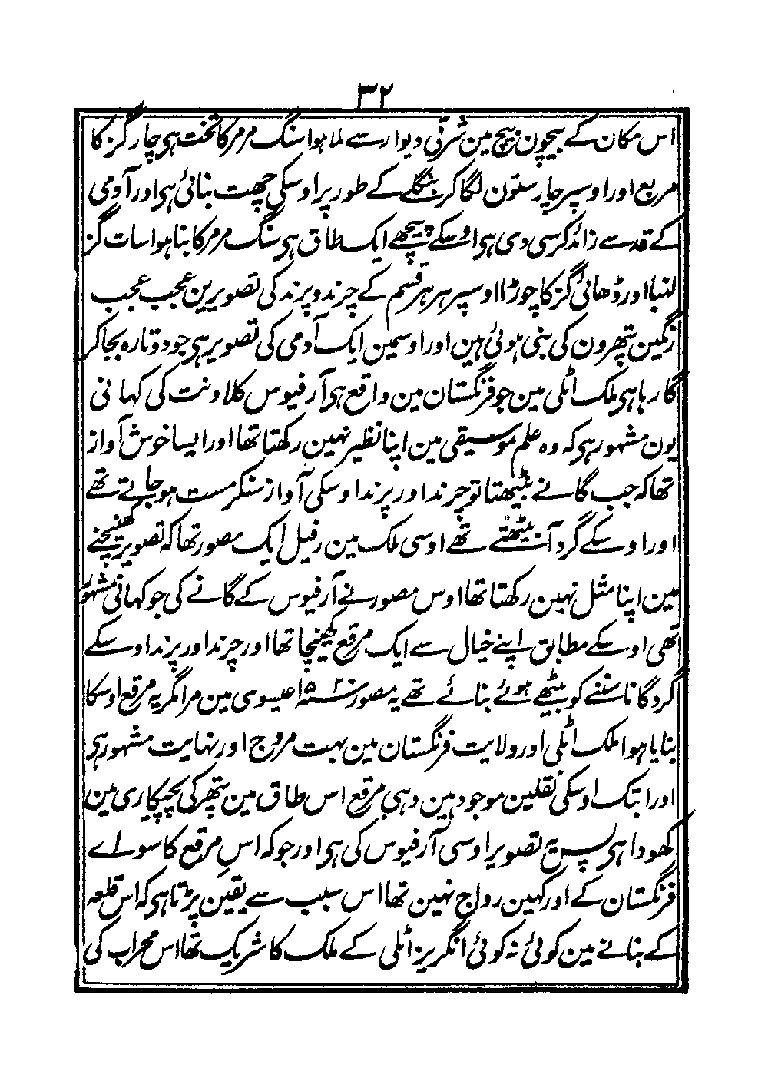 ۳۲
اس مکان کے بیچون بیچ مین شرقی دیوار سے لما ہوا سنگ مرمر کا تخت ہی چار گز کا
مربع اور اوسپر چار ستون لگا کر بنگلے کے طور پر اوسکی چھت بنائی ہی اور آدمی
کے قد سے زائد کرسی دی ہی اوسکے پیچھے ایک طاق ہی سنگ مرمر کا بنا ہوا سات گز
لنبا اور ڈھائی گز کا چوڑا اوسپر ہر ہر قسم کے چرند و پرند کی تصویرین عجب عجب
رنگین پتھرون کی بنی ہوئی ہین اور اوسمین ایک آدمی کی تصویر ہی جو دوتارہ بجا کر
گا رہا ہی ملک اٹلی مین جو فرنگستان مین واقع ہی آرفیوس کلاونت کی کہانی
یون مشہور ہی کہ وہ علم موسیقی مین اپنا نظیر نہین رکھتا تھا اور ایسا خوش آواز
تھا کہ جب گانے بیٹھتا تو چرند اور پرند اوسکی آواز سنکر مست ہو جاتے تھے
اور اوسکے گرد آن بیٹھتے تھے اوسی ملک مین رفیل ایک مصور تھا کہ تصویر کھینچنے
مین اپنا مثل نہین رکھتا تھا اوس مصور نے آرفیوس کے گانے کی جو کہانی مشہور
تھی اوسکے مطابق اپنے خیال سے ایک مرقع کھینچا تھا اور چرند اور پرند اوسکے
گرد گانا سننے کو بیٹھے ہوئے بنائے تھے یہ مصور سنہ ۱۵۲۰ عیسوی مین مرا مگر یہ مرقع اوسکا
بنایا ہوا ملک اٹلی اور ولایت فرنگستان مین بہت مروج اور نہایت مشہور ہی
اور ابتک اوسکی نقلین موجود ہین وہی مرقع اس طاق مین پتھر کی پچیکاری مین
کھودا ہی پس یہ تصویر اوسی آرفیوس کی ہی اور جو کہ اس مرقع کا سواے
فرنگستان کے اور کہین رواج نہین تھا اس سبب سے یقین پڑتا ہی کہ اس قلعہ
کے بنانے مین کوئی نہ کوئی انگریز اٹلی کے ملک کا شریک تھا اس محراب کی